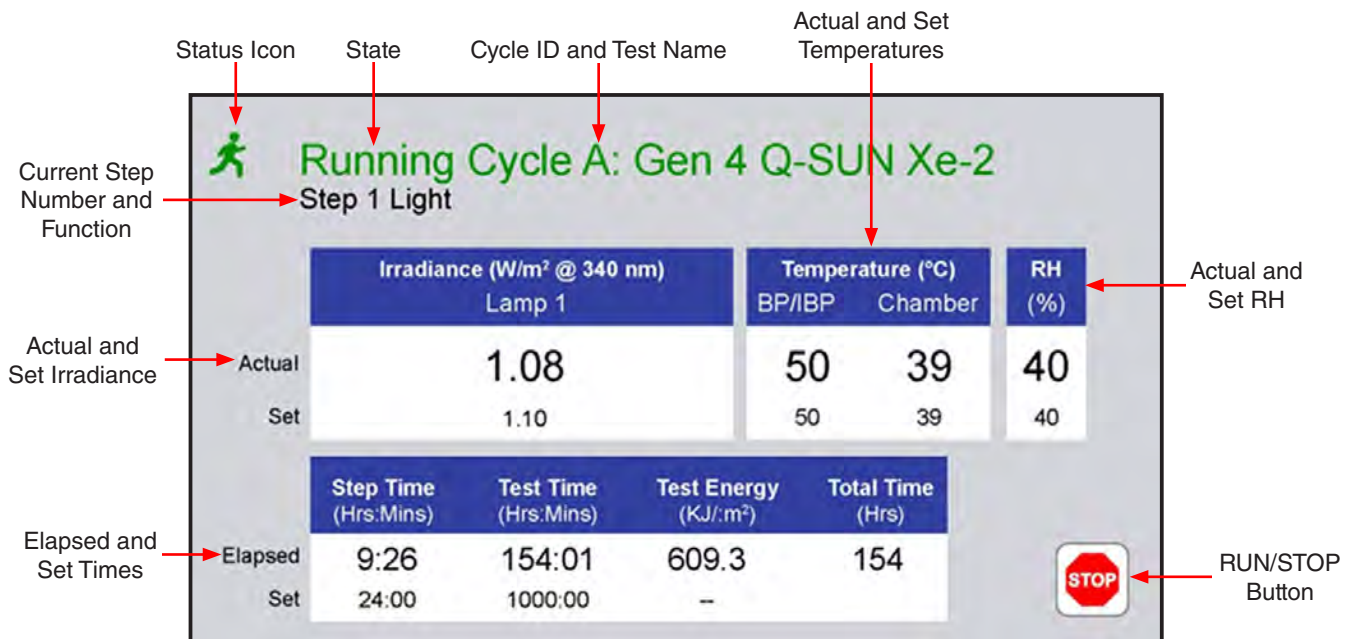 Actual and Set
Temperatures
Status Icon
State
Cycle ID and Test Name
Running Cycle A: Gen 4 Q-SUN Xe-2
Step 1 Light
Current Step
Number and
Function
Irradiance (W/m² @ 340 nm)
Lamp 1
Temperature (°C)
BP/IBP Chamber
RH
(%)
Actual and
Set RH
Actual and
Set Irradiance
Actual 1.08 50 39 40
Set 1.10 50 39 40
Step Time Test Time Test Energy Total Time
(Hrs:Mins) (Hrs:Mins) (KJ/:m²) (Hrs)
Elapsed and
Set Times
Elapsed 9:26 154:01 609.3 154
Set 24:00 1000:00 --
STOP
RUN/STOP
Button